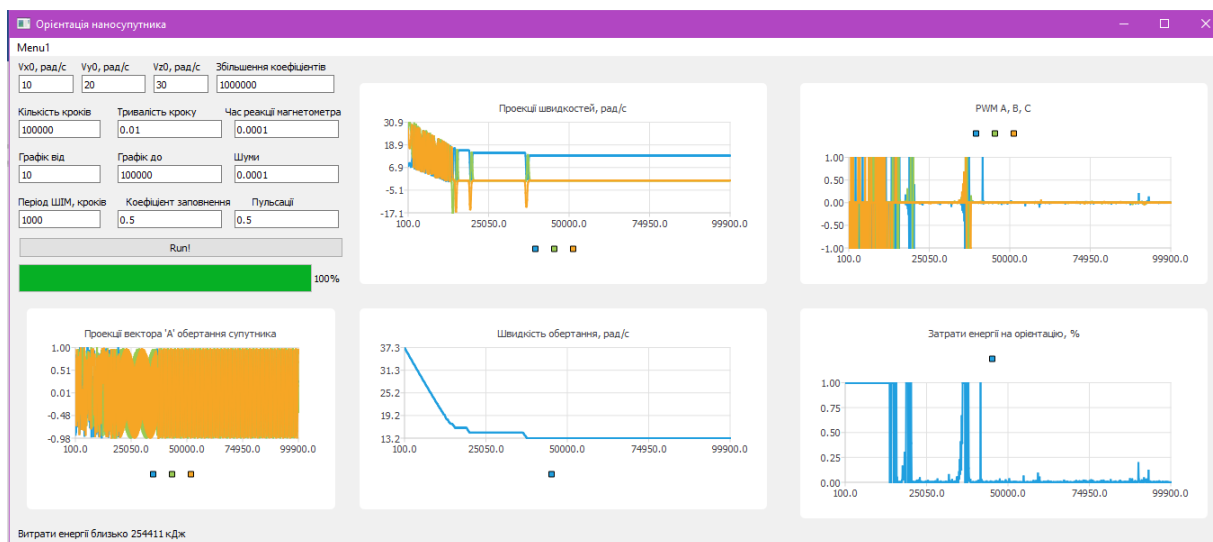 Орієнтація наносупутника
Menu1
Vx0, рад/с Vy0, рад/с Vz0, рад/с Збільшення коефіцієнтів
10 20 30 1000000
Кількість кроків Тривалість кроку Час реакції магнетометра
100000 0.01 0.0001
Графік від Графік до Шуми
10 100000 0.0001
Період ШІМ, кроків Коефіцієнт заповнення Пульсації
1000 0.5 0.5
Run!
100%
Проекції швидкостей, рад/с
30.9
18.9
6.9
-5.1
-17.1
100.0 25050.0 50000.0 74950.0 99900.0
PWM A, B, C
1.00
0.50
0.00
-0.50
-1.00
100.0 25050.0 50000.0 74950.0 99900.0
Проекції вектора 'A' обертання супутника
1.00
0.51
0.01
-0.48
-0.98
100.0 25050.0 50000.0 74950.0 99900.0
Швидкість обертання, рад/с
37.3
31.3
25.2
19.2
13.2
100.0 25050.0 50000.0 74950.0 99900.0
Затрати енергії на орієнтацію, %
1.00
0.75
0.50
0.25
0.00
100.0 25050.0 50000.0 74950.0 99900.0
Витрати енергії близько 254411 кДж